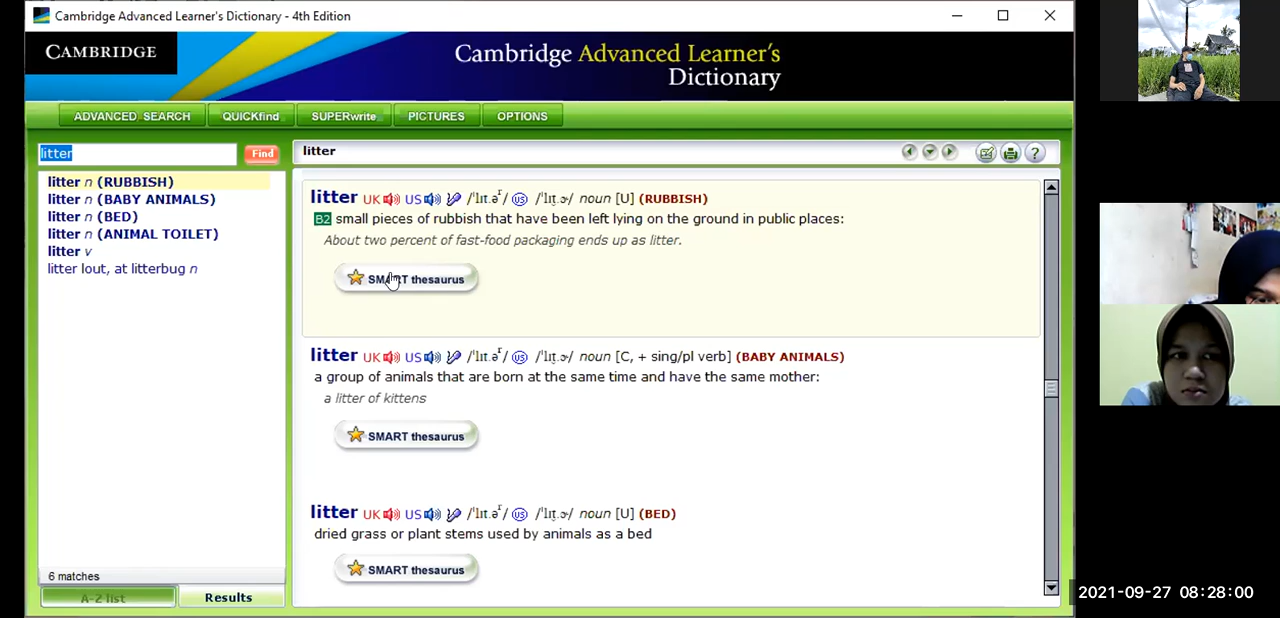 Cambridge Advanced Learner's Dictionary - 4th Edition
CAMBRIDGE
Cambridge Advanced Learner's
Dictionary
ADVANCED SEARCH QUICKfind SUPERwrite PICTURES OPTIONS
litter Find
litter
litter n (RUBBISH)
litter n (BABY ANIMALS)
litter n (BED)
litter n (ANIMAL TOILET)
litter v
litter lout, at litterbug n
6 matches
A-Z list Results
litter UK US /ˈlɪt.əʳ/ US /ˈlɪt̬.ɚ/ noun [U] (RUBBISH)
B2 small pieces of rubbish that have been left lying on the ground in public places:
About two percent of fast-food packaging ends up as litter.
SMART thesaurus
litter UK US /ˈlɪt.əʳ/ US /ˈlɪt̬.ɚ/ noun [C, + sing/pl verb] (BABY ANIMALS)
a group of animals that are born at the same time and have the same mother:
a litter of kittens
SMART thesaurus
litter UK US /ˈlɪt.əʳ/ US /ˈlɪt̬.ɚ/ noun [U] (BED)
dried grass or plant stems used by animals as a bed
SMART thesaurus
2021-09-27 08:28:00